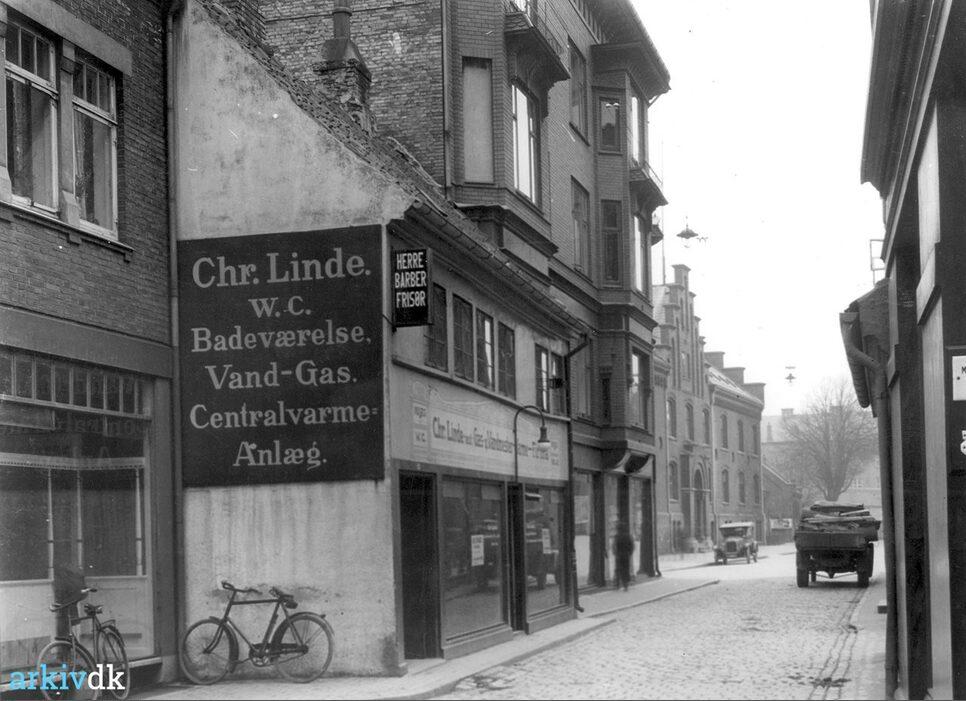 Chr. Linde.
W.C.
Badeværelse,
Vand-Gas.
Centralvarme=
Anlæg.
HERRE
BARBER
FRISØR
W.C.
Chr. Linde
arkivdk